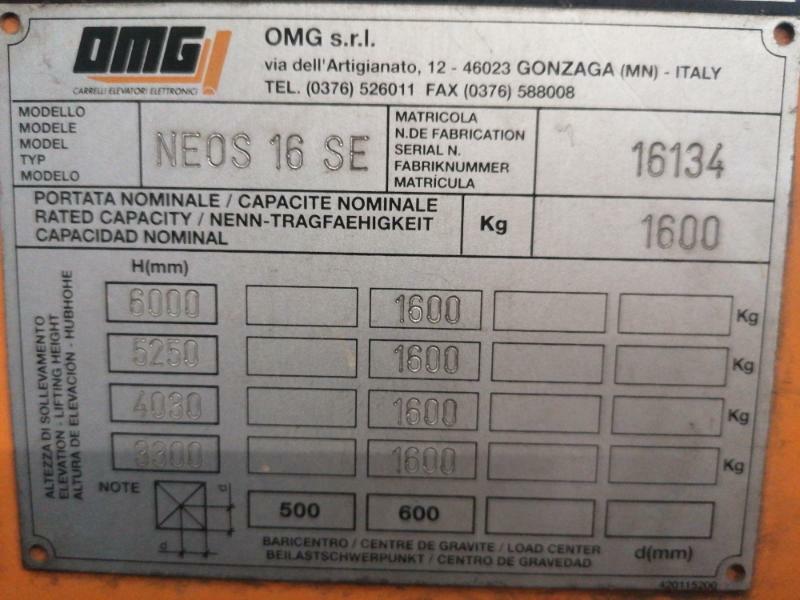 OMG
CARRELLI ELEVATORI ELETTRONICI
OMG s.r.l.
via dell'Artigianato, 12 - 46023 GONZAGA (MN) - ITALY
TEL. (0376) 526011 FAX (0376) 588008
MODELLO
MODELE
MODEL
TYP
MODELO
NEOS 16 SE
MATRICOLA
N.DE FABRICATION
SERIAL N.
FABRIKNUMMER
MATRÍCULA
16134
PORTATA NOMINALE / CAPACITE NOMINALE
RATED CAPACITY / NENN-TRAGFAEHIGKEIT
CAPACIDAD NOMINAL
Kg
1600
H(mm)
6000 1600 Kg
5250 1600 Kg
4030 1600 Kg
3300 1600 Kg
ALTEZZA DI SOLLEVAMENTO
ELEVATION - LIFTING HEIGHT
ALTURA DE ELEVACIÓN - HUBHOHE
NOTE
d
d
500 600
BARICENTRO / CENTRE DE GRAVITE / LOAD CENTER
BEILASTSCHWERPUNKT / CENTRO DE GRAVEDAD
d(mm)
420115200